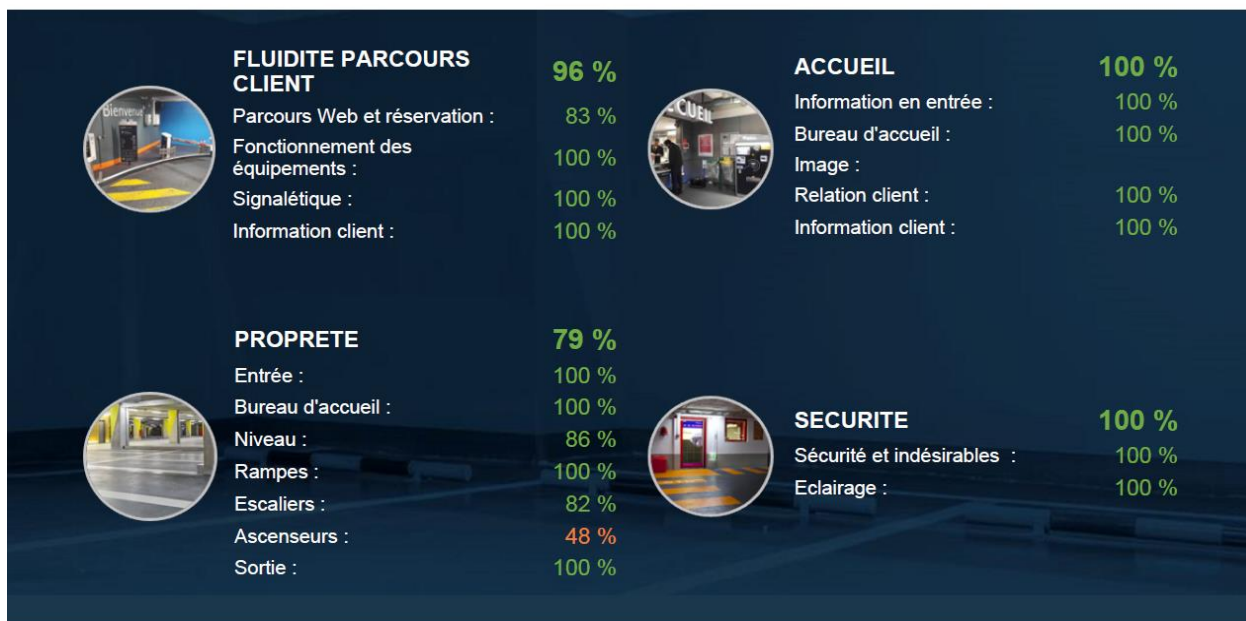 FLUIDITE PARCOURS
CLIENT 96 %
Parcours Web et réservation : 83 %
Fonctionnement des
équipements : 100 %
Signalétique : 100 %
Information client : 100 %
Bienvenue
ACCUEIL 100 %
Information en entrée : 100 %
Bureau d'accueil : 100 %
Image :
Relation client : 100 %
Information client : 100 %
CUEIL
PROPRETE 79 %
Entrée : 100 %
Bureau d'accueil : 100 %
Niveau : 86 %
Rampes : 100 %
Escaliers : 82 %
Ascenseurs : 48 %
Sortie : 100 %
SECURITE 100 %
Sécurité et indésirables : 100 %
Eclairage : 100 %